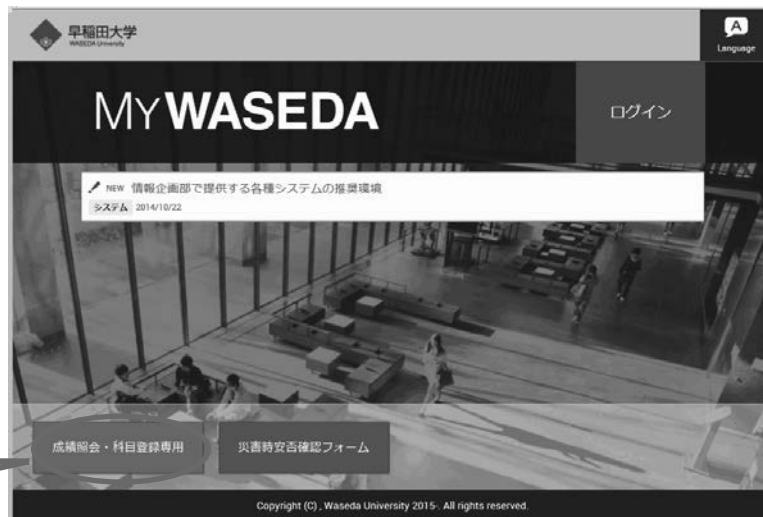 早稲田大学
WASEDA University
A
Language
MYWASEDA
ログイン
NEW 情報企画部で提供する各種システムの推奨環境
システム 2014/10/22
成績照会・科目登録専用
災害時安否確認フォーム
Copyright (C) , Waseda University 2015-. All rights reserved.